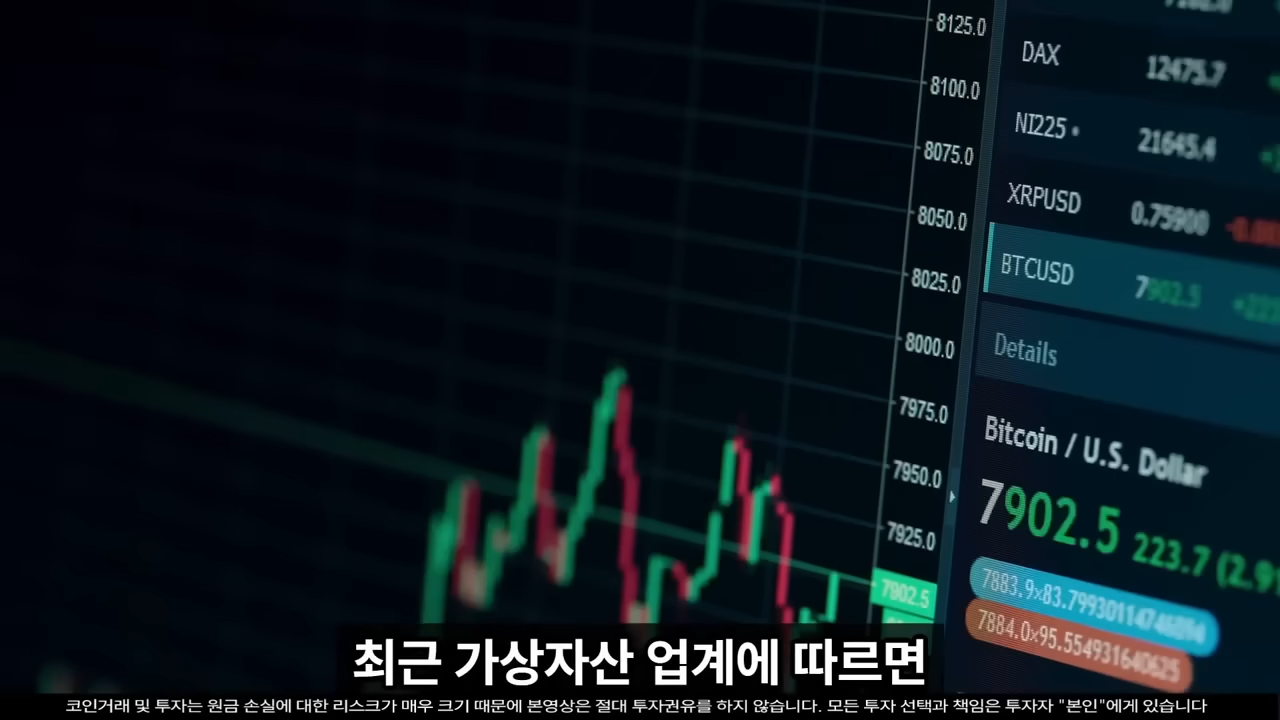 8125.0
8100.0
8075.0
8050.0
8025.0
8000.0
7975.0
7950.0
7925.0
7902.5
DAX 12475.7
NI225 21645.4
XRPUSD 0.75900
BTCUSD 7902.5
Details
Bitcoin / U.S. Dollar
7902.5 223.7
7883.9x83.79930114746094
7884.0x95.554931640625
최근 가상자산 업계에 따르면
코인거래 및 투자는 원금 손실에 대한 리스크가 매우 크기 때문에 본영상은 절대 투자권유를 하지 않습니다. 모든 투자 선택과 책임은 투자자 "본인"에게 있습니다